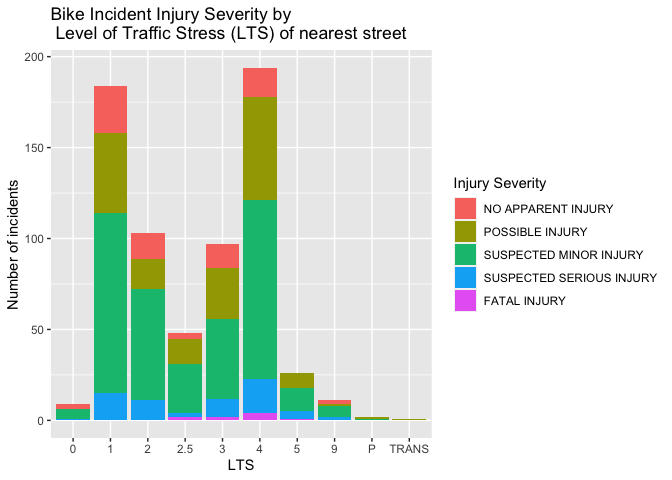 Bike Incident Injury Severity by
Level of Traffic Stress (LTS) of nearest street
Number of incidents
200
150
100
50
0
0 1 2 2.5 3 4 5 9 P TRANS
LTS
Injury Severity
NO APPARENT INJURY
POSSIBLE INJURY
SUSPECTED MINOR INJURY
SUSPECTED SERIOUS INJURY
FATAL INJURY